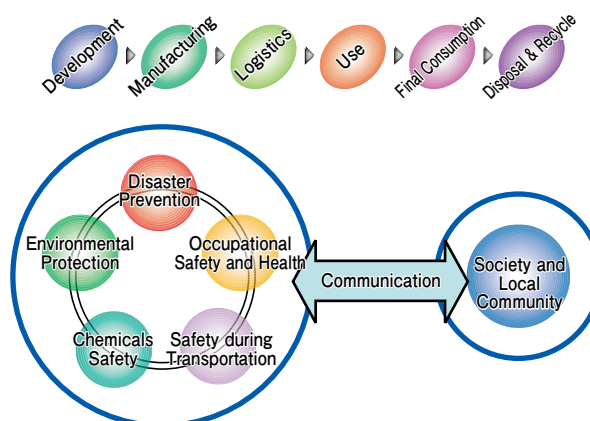 Development
Manufacturing
Logistics
Use
Final Consumption
Disposal & Recycle
Disaster
Prevention
Environmental
Protection
Occupational
Safety and Health
Chemicals
Safety
Safety during
Transportation
Communication
Society and
Local
Community